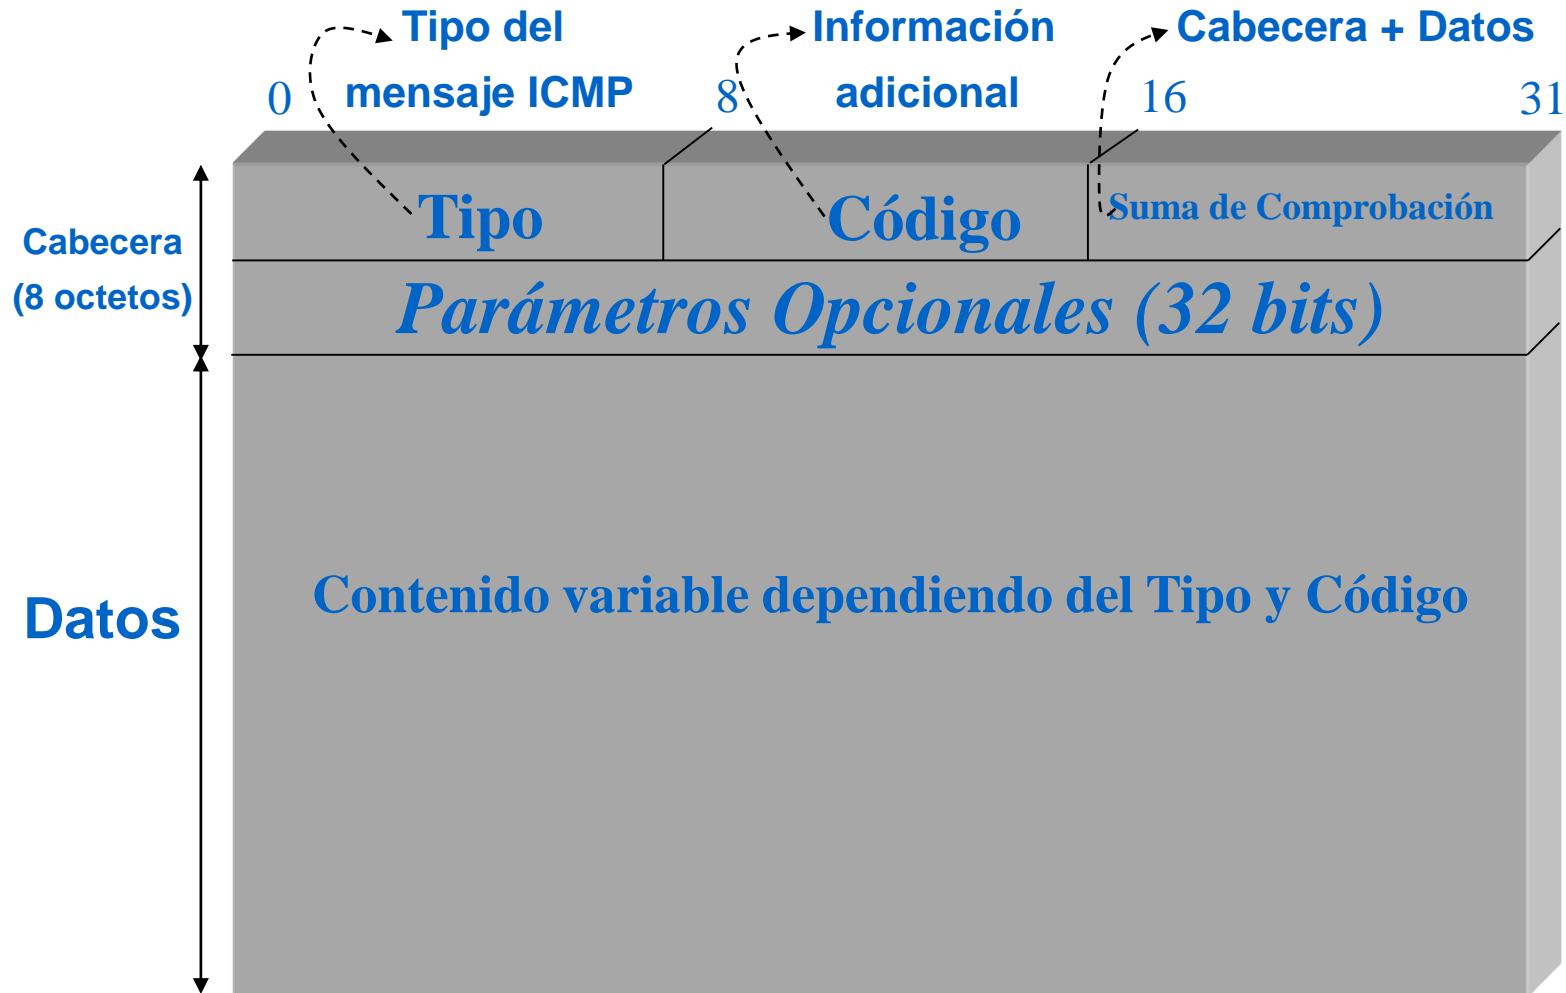 Tipo del
mensaje ICMP
Información
adicional
Cabecera + Datos
0
8
16
31
Tipo
Código
Suma de Comprobación
Cabecera
(8 octetos)
Parámetros Opcionales (32 bits)
Contenido variable dependiendo del Tipo y Código
Datos